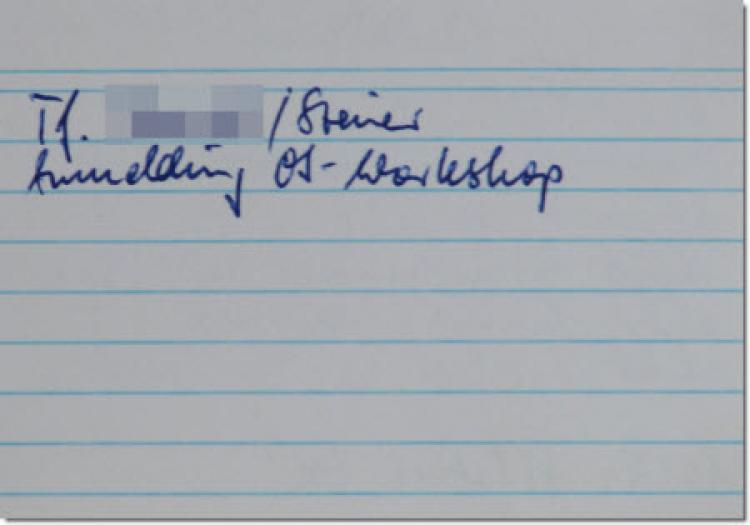 Tf. / Steiner
Anmeldung OS-Workshop